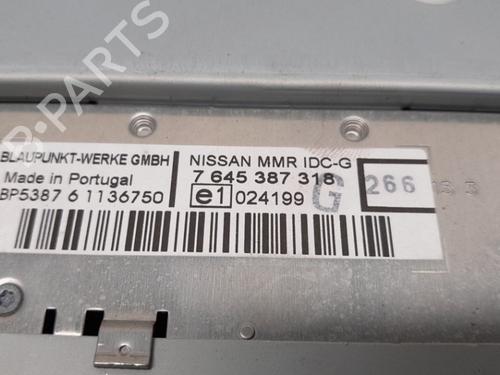 B-PARTS
BLAUPUNKT-WERKE GMBH
Made in Portugal
BP5387 6 1136750
NISSAN MMR IDC-G
7 645 387 318
e1 024199
G
266